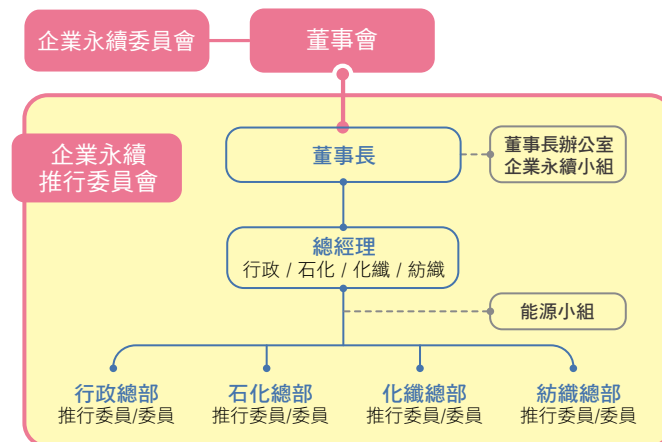 企業永續委員會
董事會
企業永續
推行委員會
董事長
董事長辦公室
企業永續小組
總經理
行政 / 石化 / 化纖 / 紡織
能源小組
行政總部
推行委員/委員
石化總部
推行委員/委員
化纖總部
推行委員/委員
紡織總部
推行委員/委員